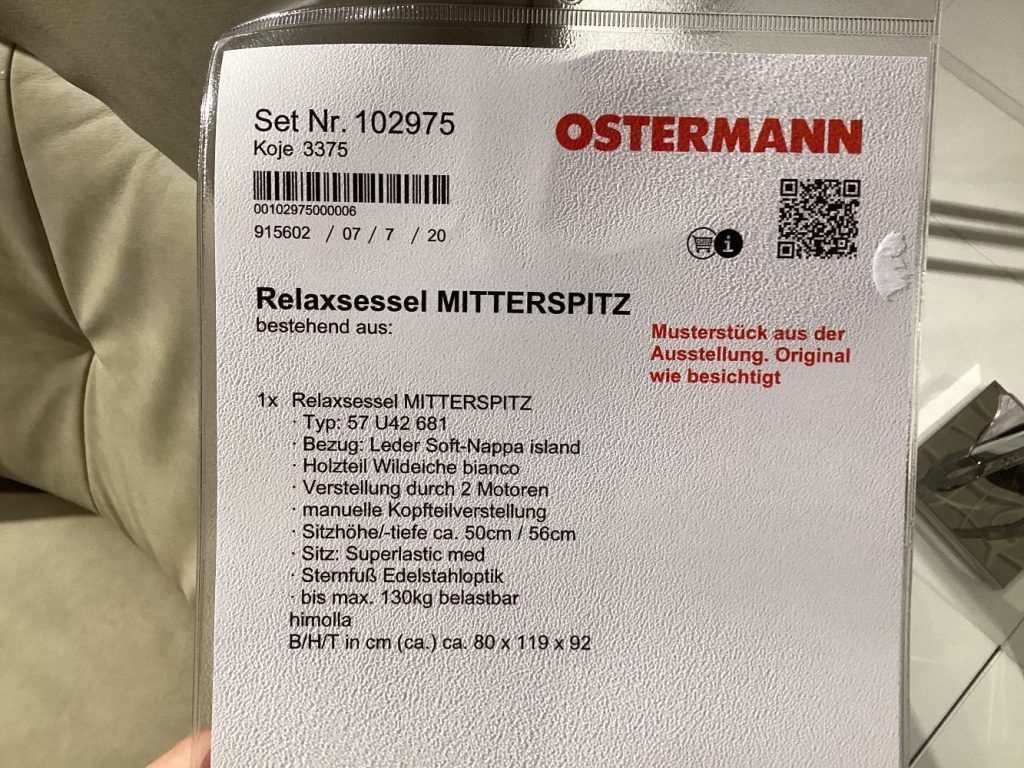 Set Nr. 102975
OSTERMANN
Koje 3375
00102975000006
915602 / 07 / 7 / 20
i
Relaxsessel MITTERSPITZ
bestehend aus:
Musterstück aus der
Ausstellung. Original
wie besichtigt
1x Relaxsessel MITTERSPITZ
· Typ: 57 U42 681
· Bezug: Leder Soft-Nappa island
· Holzteil Wildeiche bianco
· Verstellung durch 2 Motoren
· manuelle Kopfteilverstellung
· Sitzhöhe/-tiefe ca. 50cm / 56cm
· Sitz: Superlastic med
· Sternfuß Edelstahloptik
· bis max. 130kg belastbar
himolla
B/H/T in cm (ca.) ca. 80 x 119 x 92